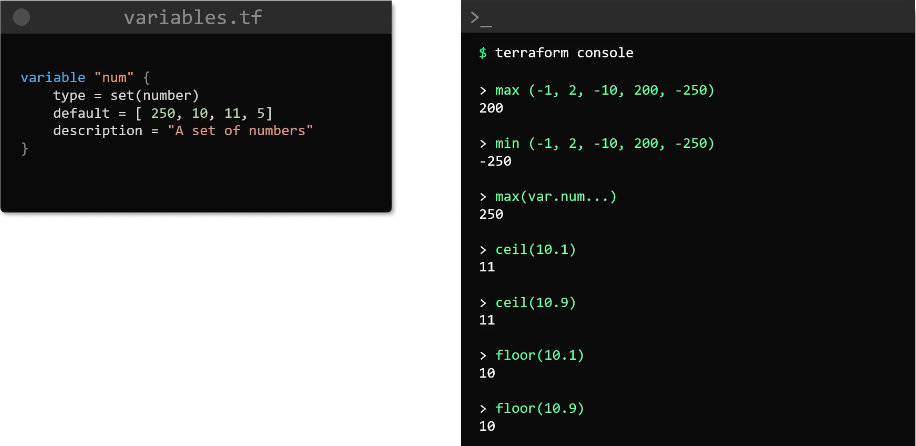 variables.tf
variable "num" {
    type = set(number)
    default = [ 250, 10, 11, 5]
    description = "A set of numbers"
}
>_
$ terraform console
> max (-1, 2, -10, 200, -250)
200
> min (-1, 2, -10, 200, -250)
-250
> max(var.num...)
250
> ceil(10.1)
11
> ceil(10.9)
11
> floor(10.1)
10
> floor(10.9)
10